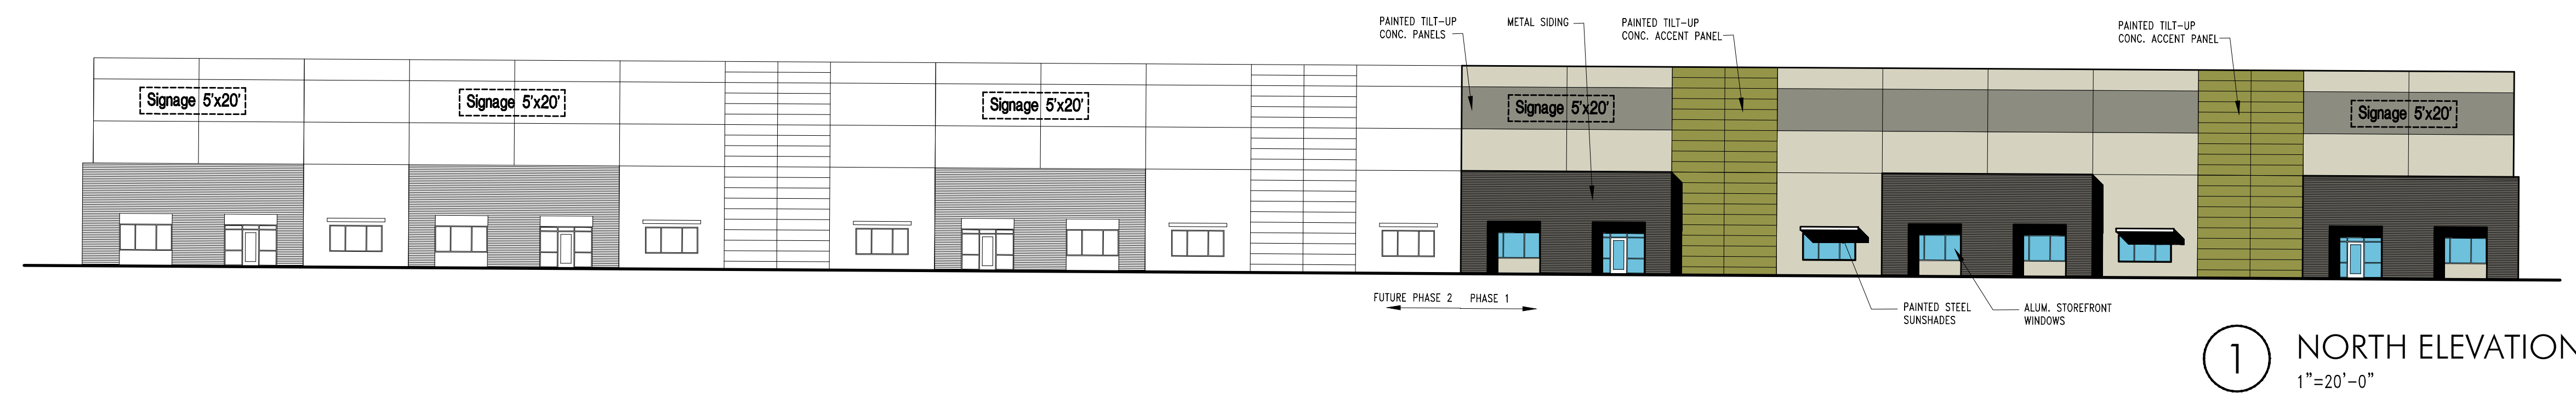 PAINTED TILT-UP
CONC. PANELS
METAL SIDING
PAINTED TILT-UP
CONC. ACCENT PANEL
PAINTED TILT-UP
CONC. ACCENT PANEL
Signage 5'x20'
Signage 5'x20'
Signage 5'x20'
Signage 5'x20'
Signage 5'x20'
FUTURE PHASE 2 PHASE 1
PAINTED STEEL
SUNSHADES
ALUM. STOREFRONT
WINDOWS
1 NORTH ELEVATION
1"=20'-0"